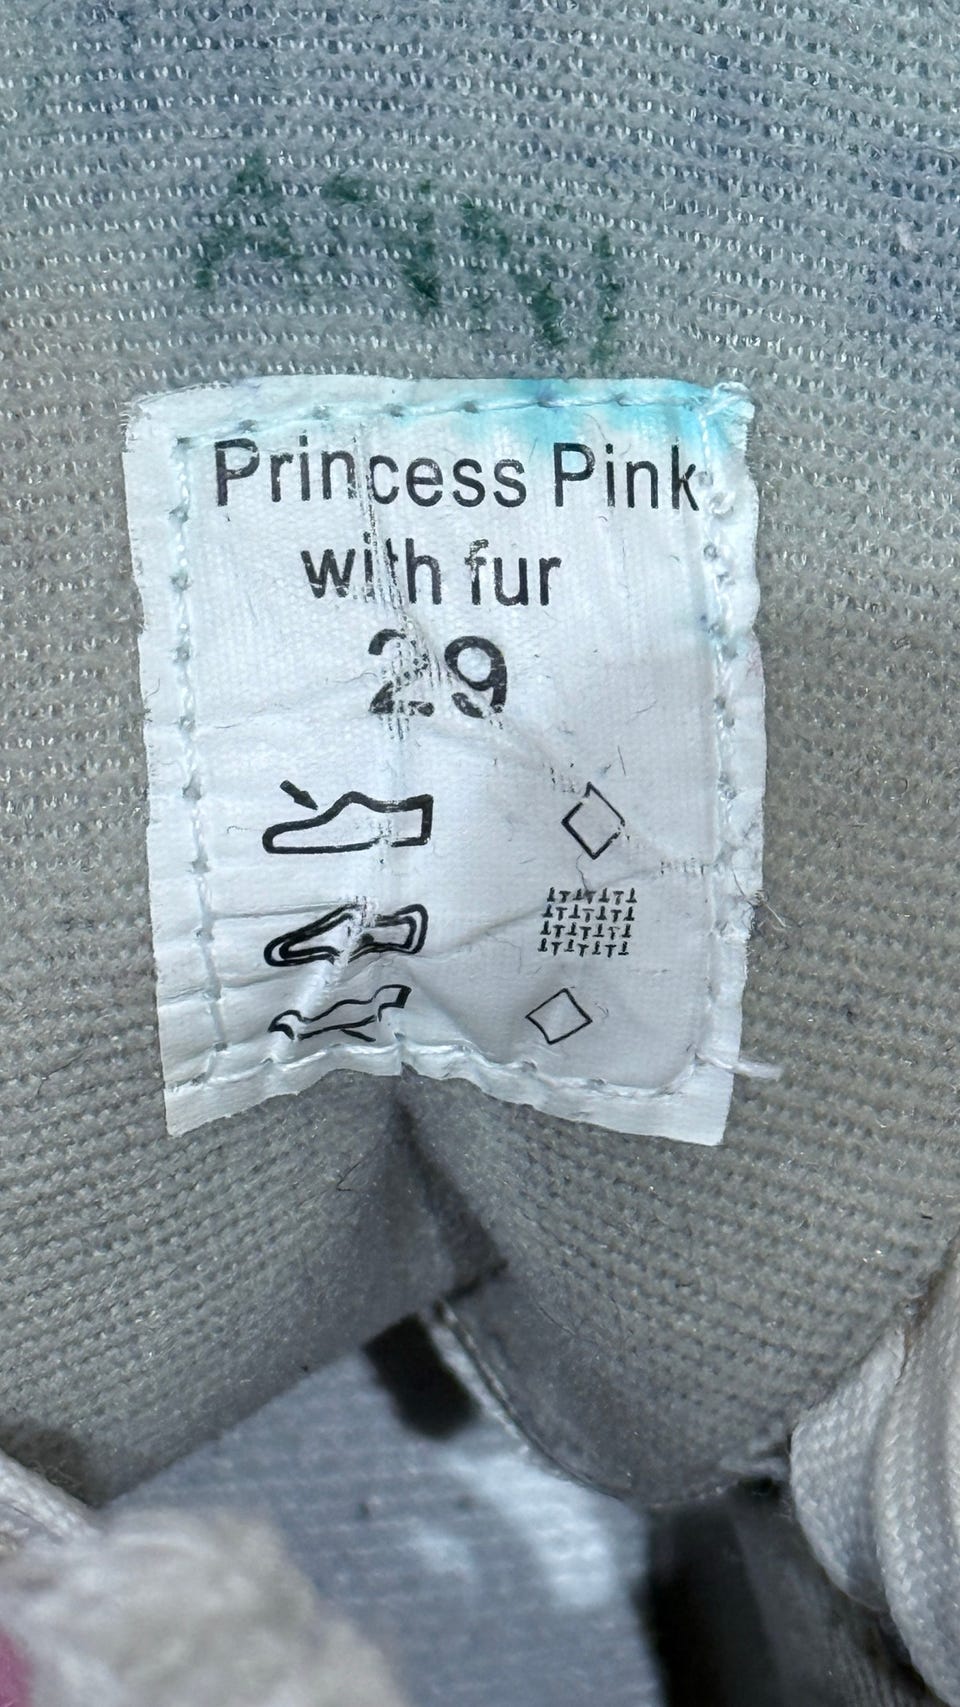 Princess Pink
with fur
29